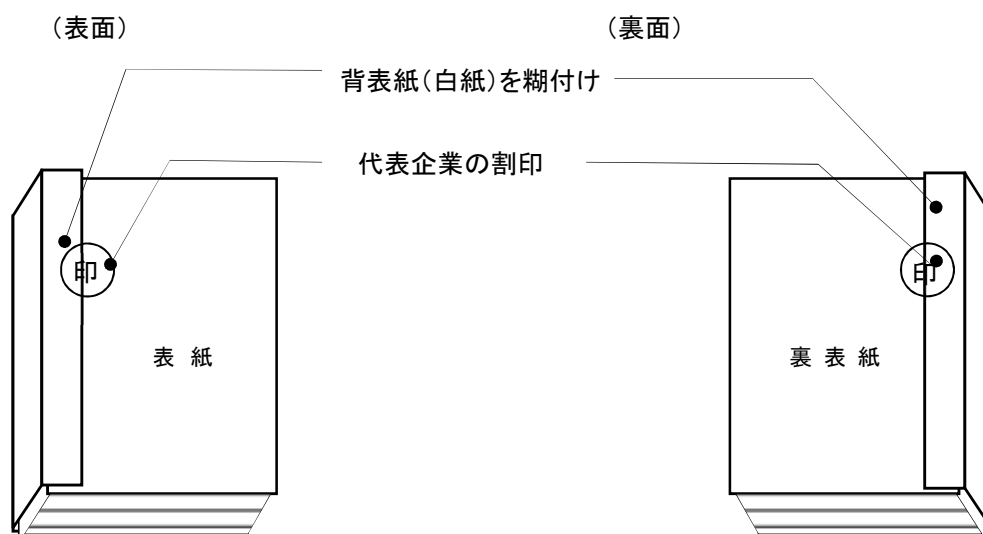 （表面）
（裏面）
背表紙（白紙）を糊付け
代表企業の割印
印
印
表 紙
裏 表 紙